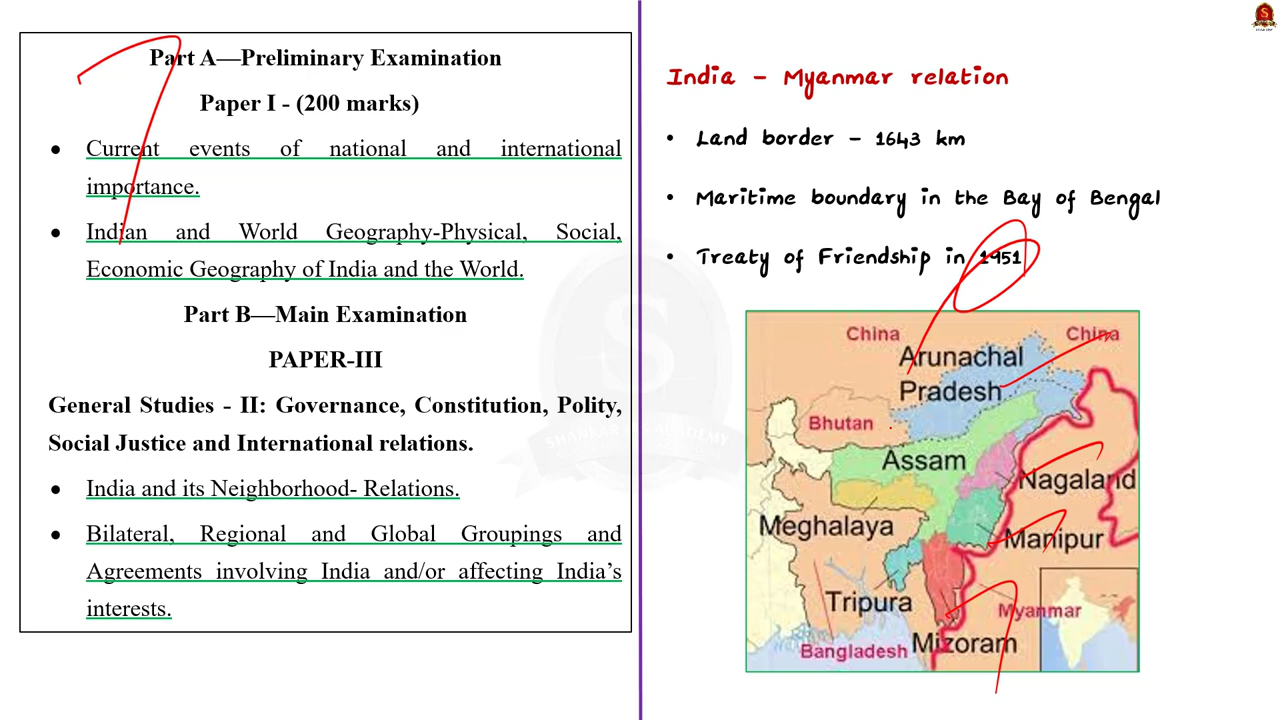 Part A—Preliminary Examination
Paper I - (200 marks)
● Current events of national and international
importance.
● Indian and World Geography-Physical, Social,
Economic Geography of India and the World.
Part B—Main Examination
PAPER-III
General Studies - II: Governance, Constitution, Polity,
Social Justice and International relations.
● India and its Neighborhood- Relations.
● Bilateral, Regional and Global Groupings and
Agreements involving India and/or affecting India's
interests.
India - Myanmar relation
• Land border - 1643 km
• Maritime boundary in the Bay of Bengal
• Treaty of Friendship in 1951
China
China
Arunachal
Pradesh
Bhutan
Assam
Nagaland
Meghalaya
Manipur
Tripura
Myanmar
Bangladesh
Mizoram